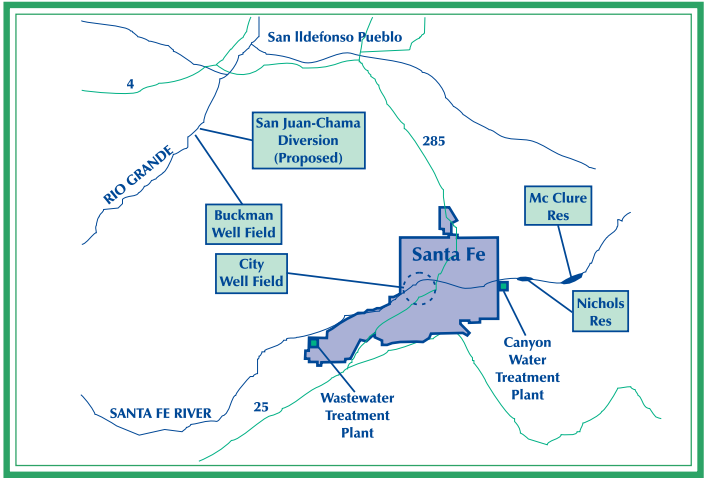 San Ildefonso Pueblo
4
San Juan-Chama
Diversion
(Proposed)
285
RIO GRANDE
Mc Clure
Res
Buckman
Well Field
Santa Fe
City
Well Field
Nichols
Res
Canyon
Water
Treatment
Plant
Wastewater
Treatment
Plant
25
SANTA FE RIVER